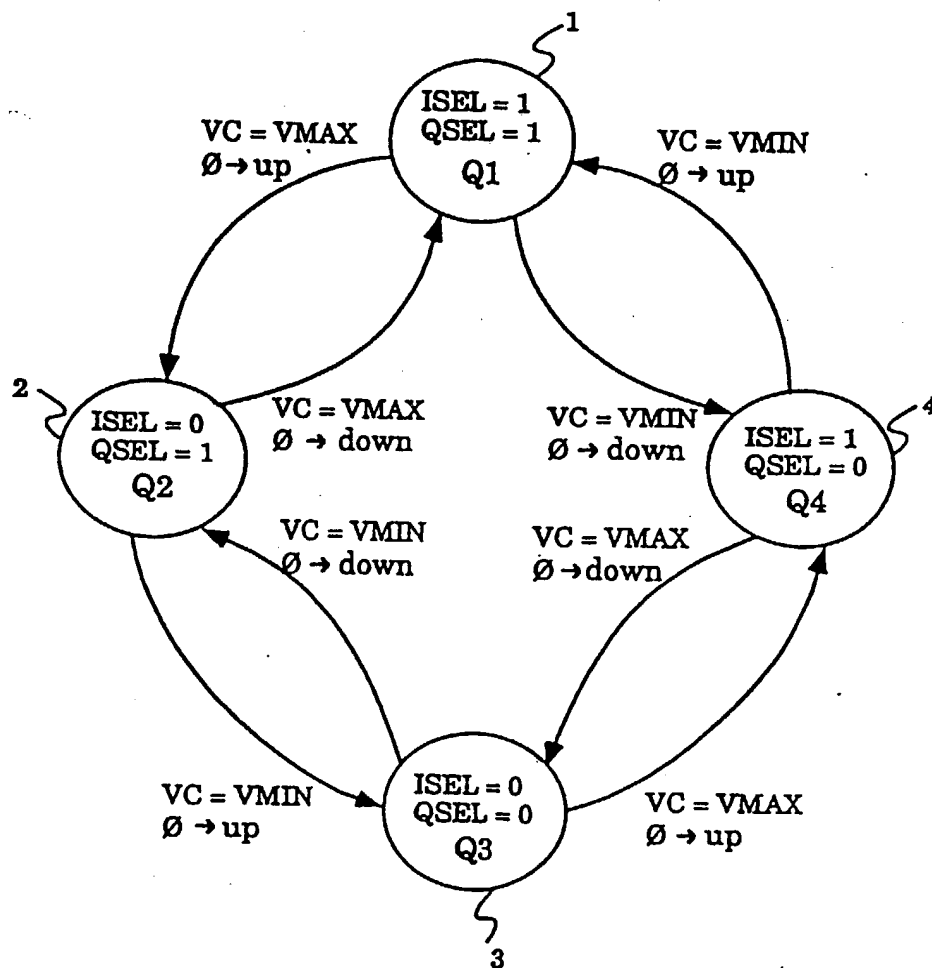 1
ISEL = 1
QSEL = 1
Q1
VC = VMAX
Ø → up
VC = VMIN
Ø → up
2
ISEL = 0
QSEL = 1
Q2
VC = VMAX
Ø → down
VC = VMIN
Ø → down
4
ISEL = 1
QSEL = 0
Q4
VC = VMIN
Ø → down
VC = VMAX
Ø → down
ISEL = 0
QSEL = 0
Q3
VC = VMIN
Ø → up
VC = VMAX
Ø → up
3